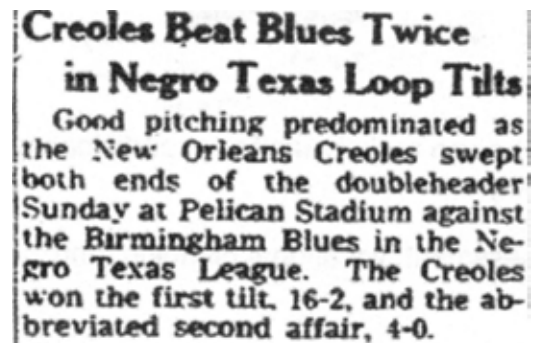 Creoles Beat Blues Twice
in Negro Texas Loop Tilts
Good pitching predominated as
the New Orleans Creoles swept
both ends of the doubleheader
Sunday at Pelican Stadium against
the Birmingham Blues in the Ne-
gro Texas League. The Creoles
won the first tilt, 16-2, and the ab-
breviated second affair, 4-0.